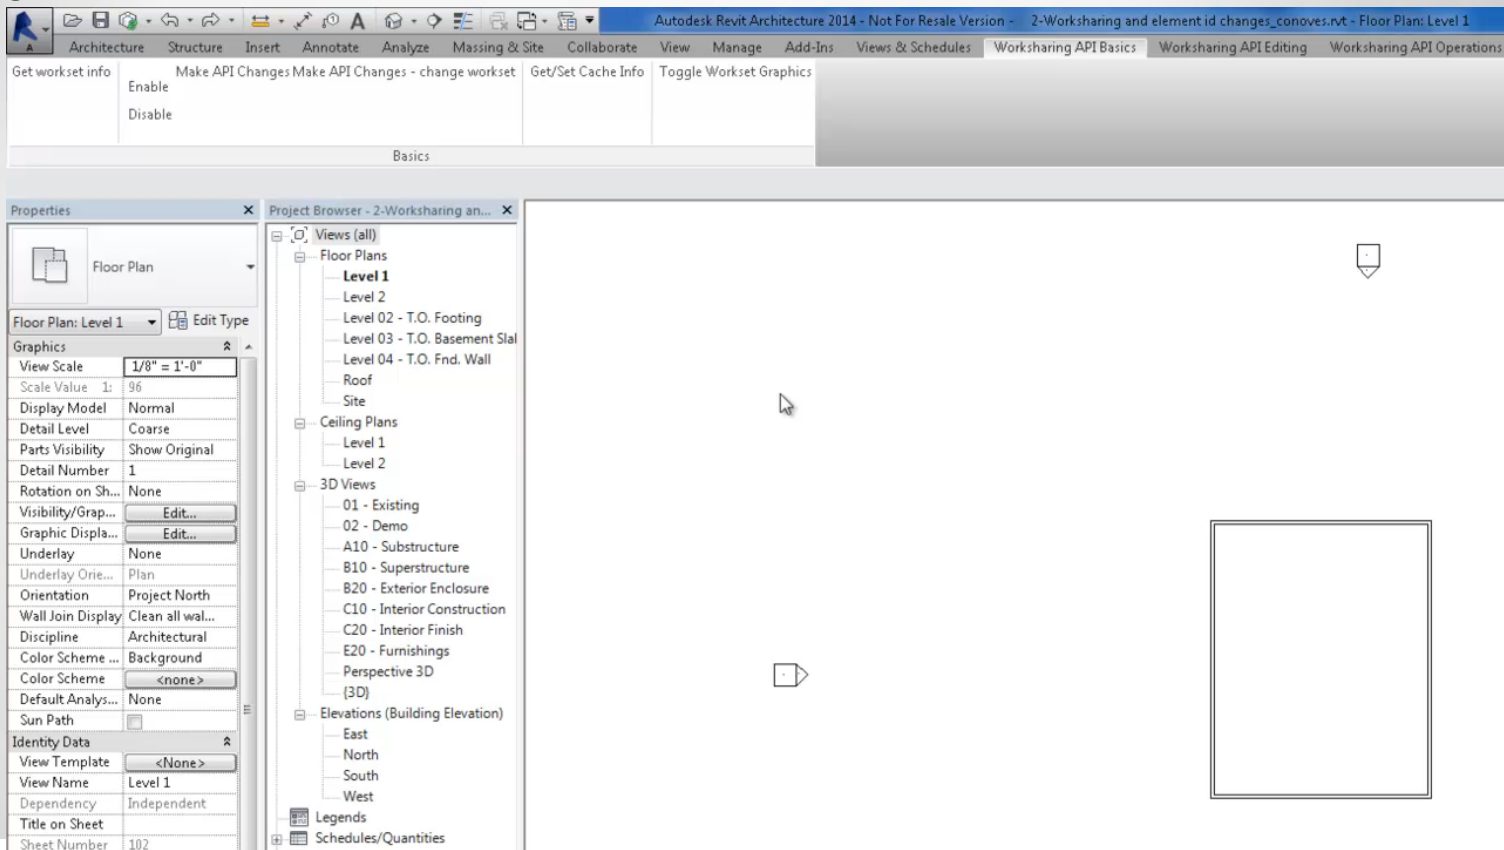 Autodesk Revit Architecture 2014 - Not For Resale Version - 2-Worksharing and element id changes_conoves.rvt - Floor Plan: Level 1
Architecture Structure Insert Annotate Analyze Massing & Site Collaborate View Manage Add-Ins Views & Schedules Worksharing API Basics Worksharing API Editing Worksharing API Operations
Get workset info Make API Changes Make API Changes - change workset Get/Set Cache Info Toggle Workset Graphics
Enable
Disable
Basics
Properties
Floor Plan
Floor Plan: Level 1 Edit Type
Graphics
View Scale 1/8" = 1'-0"
Scale Value 1: 96
Display Model Normal
Detail Level Coarse
Parts Visibility Show Original
Detail Number 1
Rotation on Sh... None
Visibility/Grap... Edit...
Graphic Displa... Edit...
Underlay None
Underlay Orie... Plan
Orientation Project North
Wall Join Display Clean all wal...
Discipline Architectural
Color Scheme ... Background
Color Scheme <none>
Default Analys... None
Sun Path
Identity Data
View Template <None>
View Name Level 1
Dependency Independent
Title on Sheet
Sheet Number 102
Project Browser - 2-Worksharing an...
Views (all)
Floor Plans
Level 1
Level 2
Level 02 - T.O. Footing
Level 03 - T.O. Basement Slal
Level 04 - T.O. Fnd. Wall
Roof
Site
Ceiling Plans
Level 1
Level 2
3D Views
01 - Existing
02 - Demo
A10 - Substructure
B10 - Superstructure
B20 - Exterior Enclosure
C10 - Interior Construction
C20 - Interior Finish
E20 - Furnishings
Perspective 3D
{3D}
Elevations (Building Elevation)
East
North
South
West
Legends
Schedules/Quantities